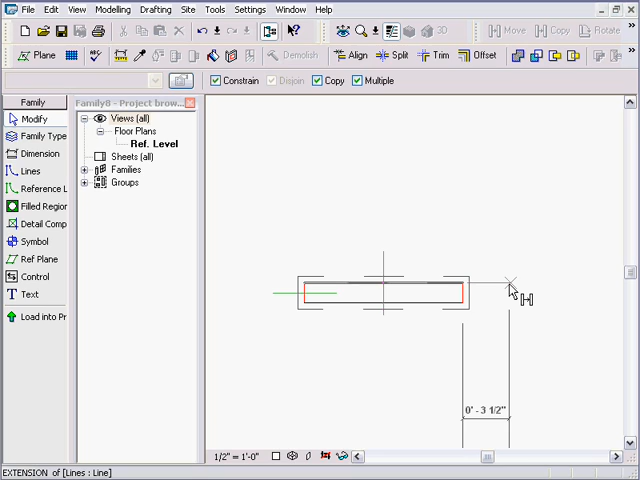 File Edit View Modelling Drafting Site Tools Settings Window Help
Plane Demolish Align Split Trim Offset Move Copy Rotate
Constrain Disjoin Copy Multiple
Family
Modify
Family Type
Dimension
Lines
Reference L
Filled Region
Detail Comp
Symbol
Ref Plane
Control
Text
Load into Pr
Family8 - Project brow...
Views (all)
Floor Plans
Ref. Level
Sheets (all)
Families
Groups
0' - 3 1/2"
1/2" = 1'-0"
EXTENSION of [Lines : Line]